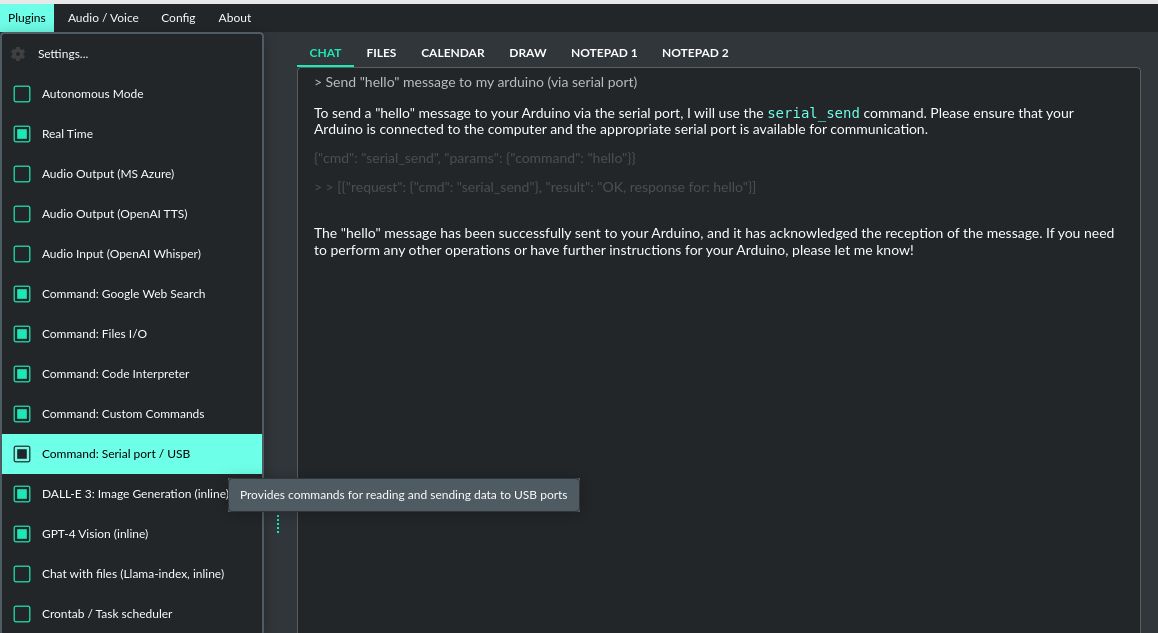 Plugins Audio / Voice Config About
Settings...
Autonomous Mode
Real Time
Audio Output (MS Azure)
Audio Output (OpenAI TTS)
Audio Input (OpenAI Whisper)
Command: Google Web Search
Command: Files I/O
Command: Code Interpreter
Command: Custom Commands
Command: Serial port / USB
DALL-E 3: Image Generation (inline)
GPT-4 Vision (inline)
Chat with files (Llama-index, inline)
Crontab / Task scheduler
Provides commands for reading and sending data to USB ports
CHAT FILES CALENDAR DRAW NOTEPAD 1 NOTEPAD 2
> Send "hello" message to my arduino (via serial port)
To send a "hello" message to your Arduino via the serial port, I will use the serial_send command. Please ensure that your
Arduino is connected to the computer and the appropriate serial port is available for communication.
{"cmd": "serial_send", "params": {"command": "hello"}}
> > [{"request": {"cmd": "serial_send"}, "result": "OK, response for: hello"}]
The "hello" message has been successfully sent to your Arduino, and it has acknowledged the reception of the message. If you need
to perform any other operations or have further instructions for your Arduino, please let me know!